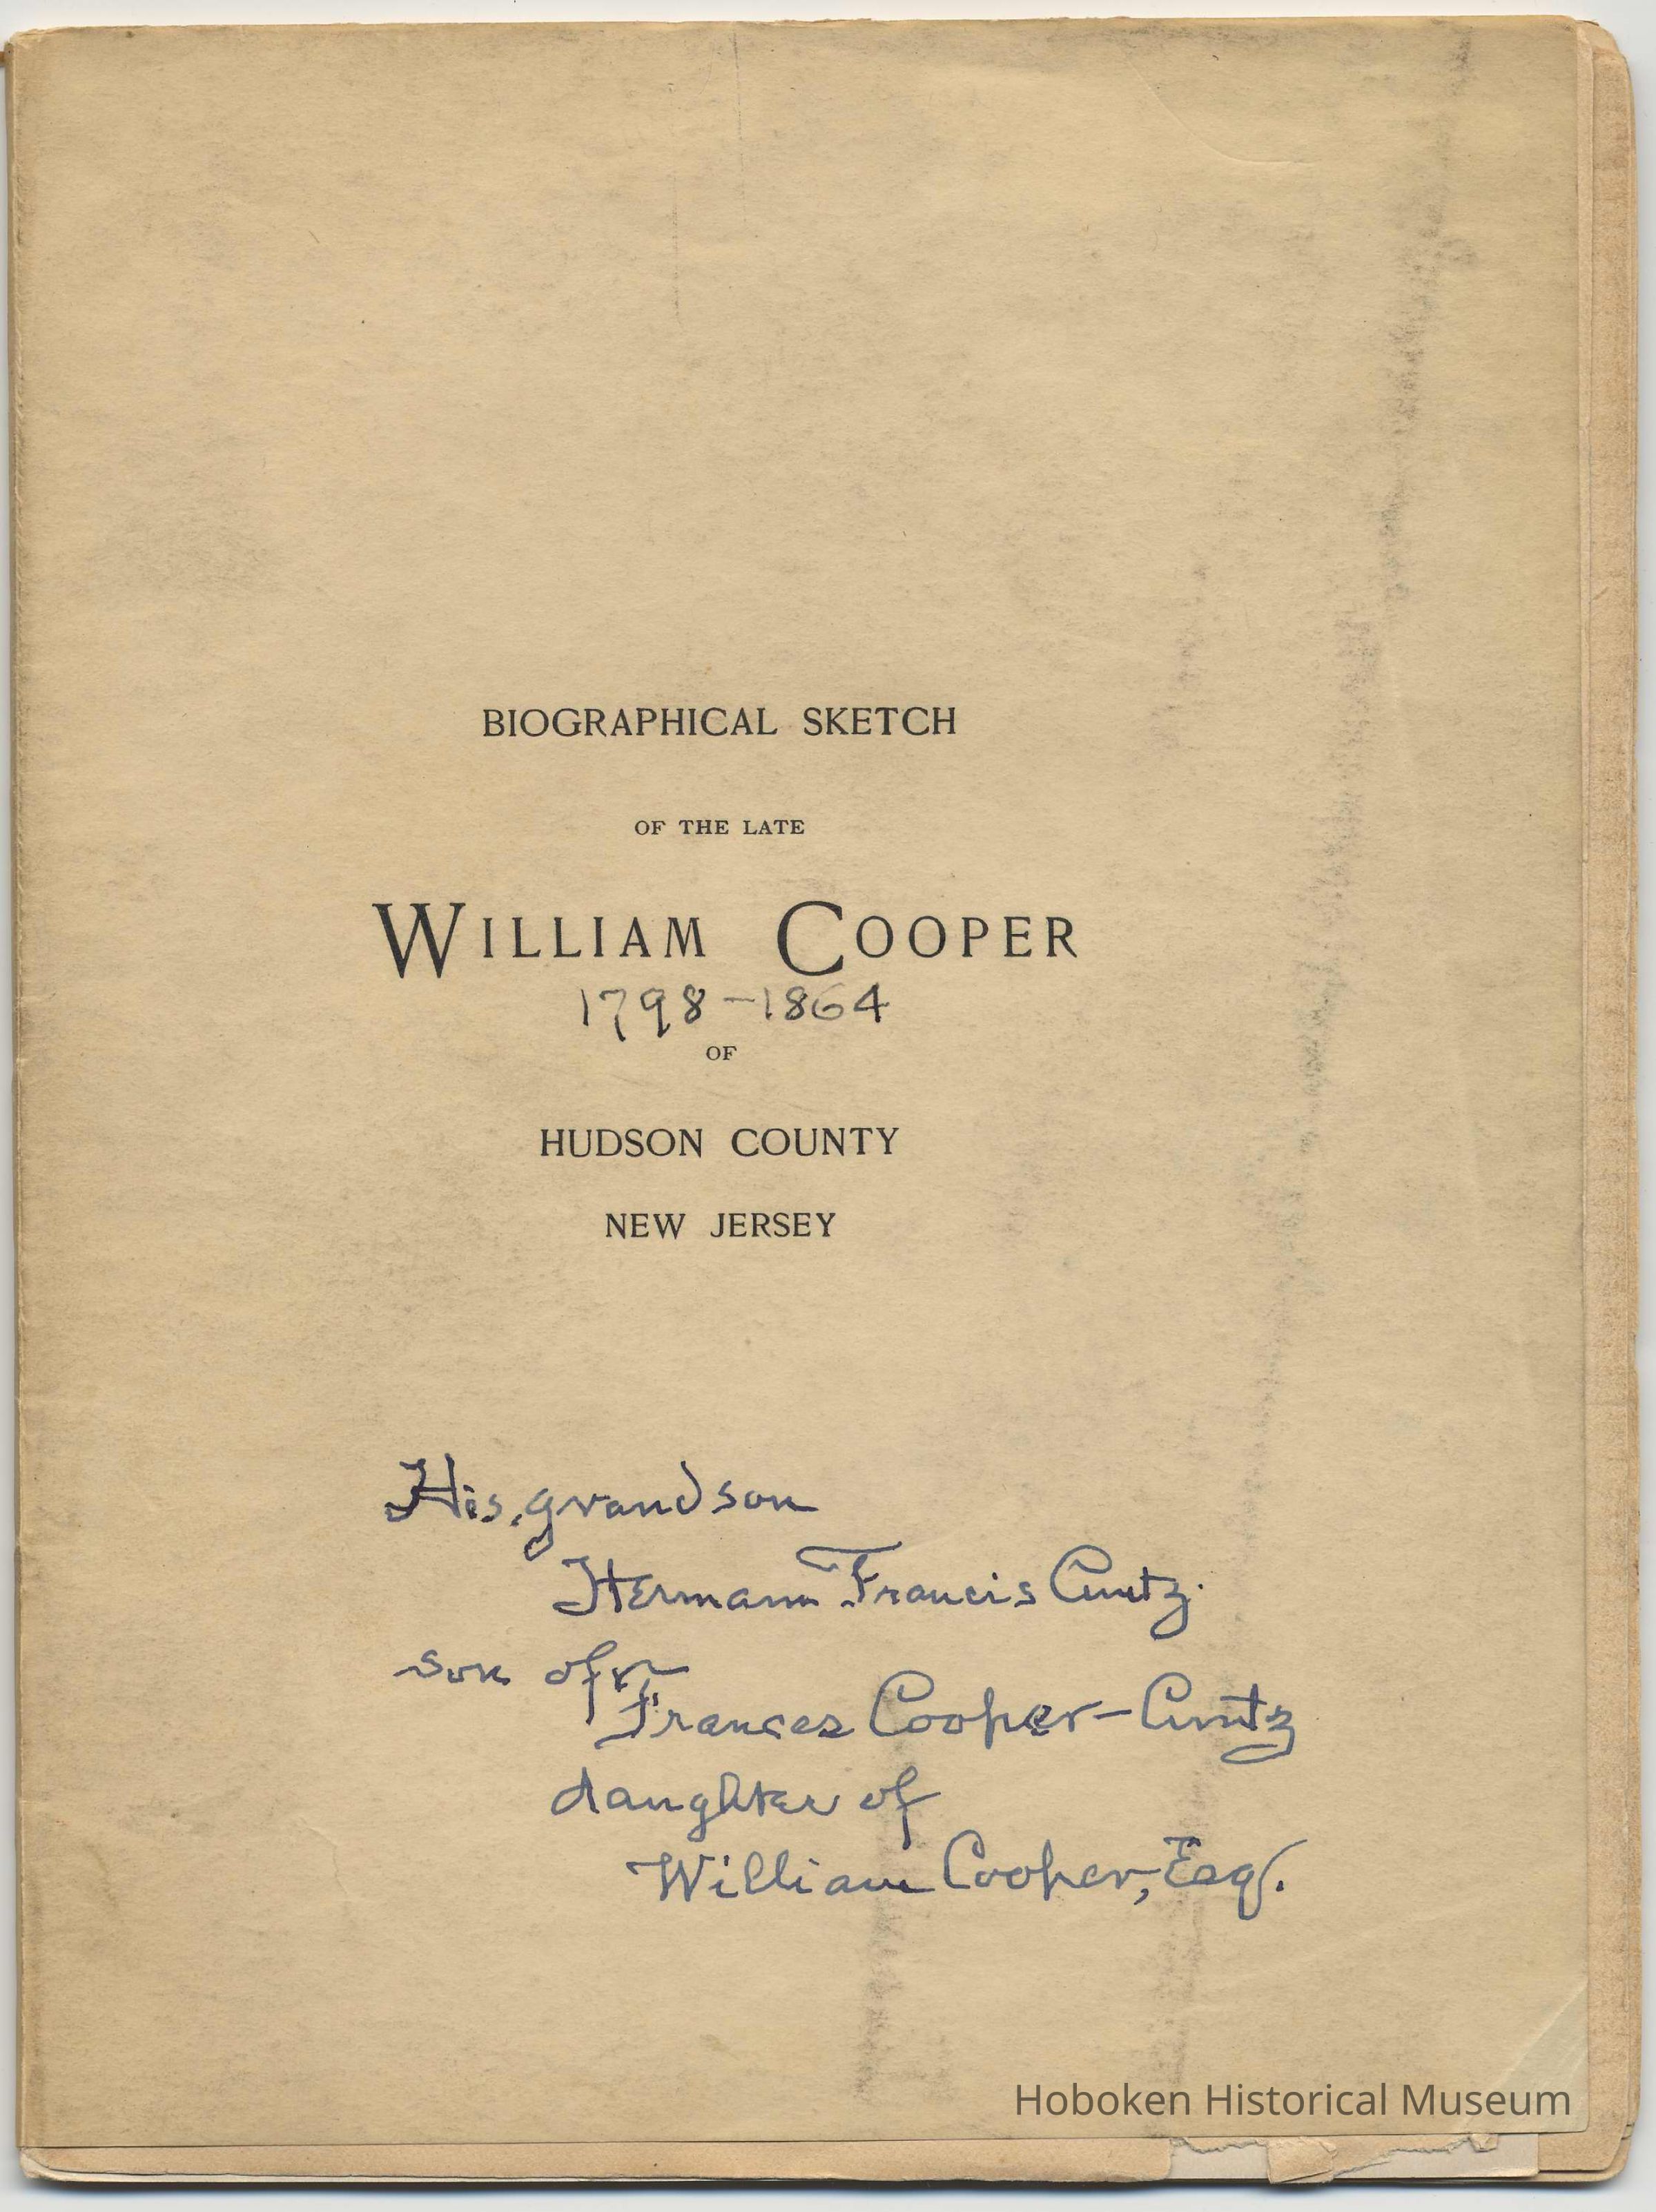 BIOGRAPHICAL SKETCH
OF THE LATE
WILLIAM COOPER
1798-1864
OF
HUDSON COUNTY
NEW JERSEY
His grandson
Hermann Francis Cuntz.
son of
Frances Cooper-Cuntz
daughter of
William Cooper, Esq.
Hoboken Historical Museum